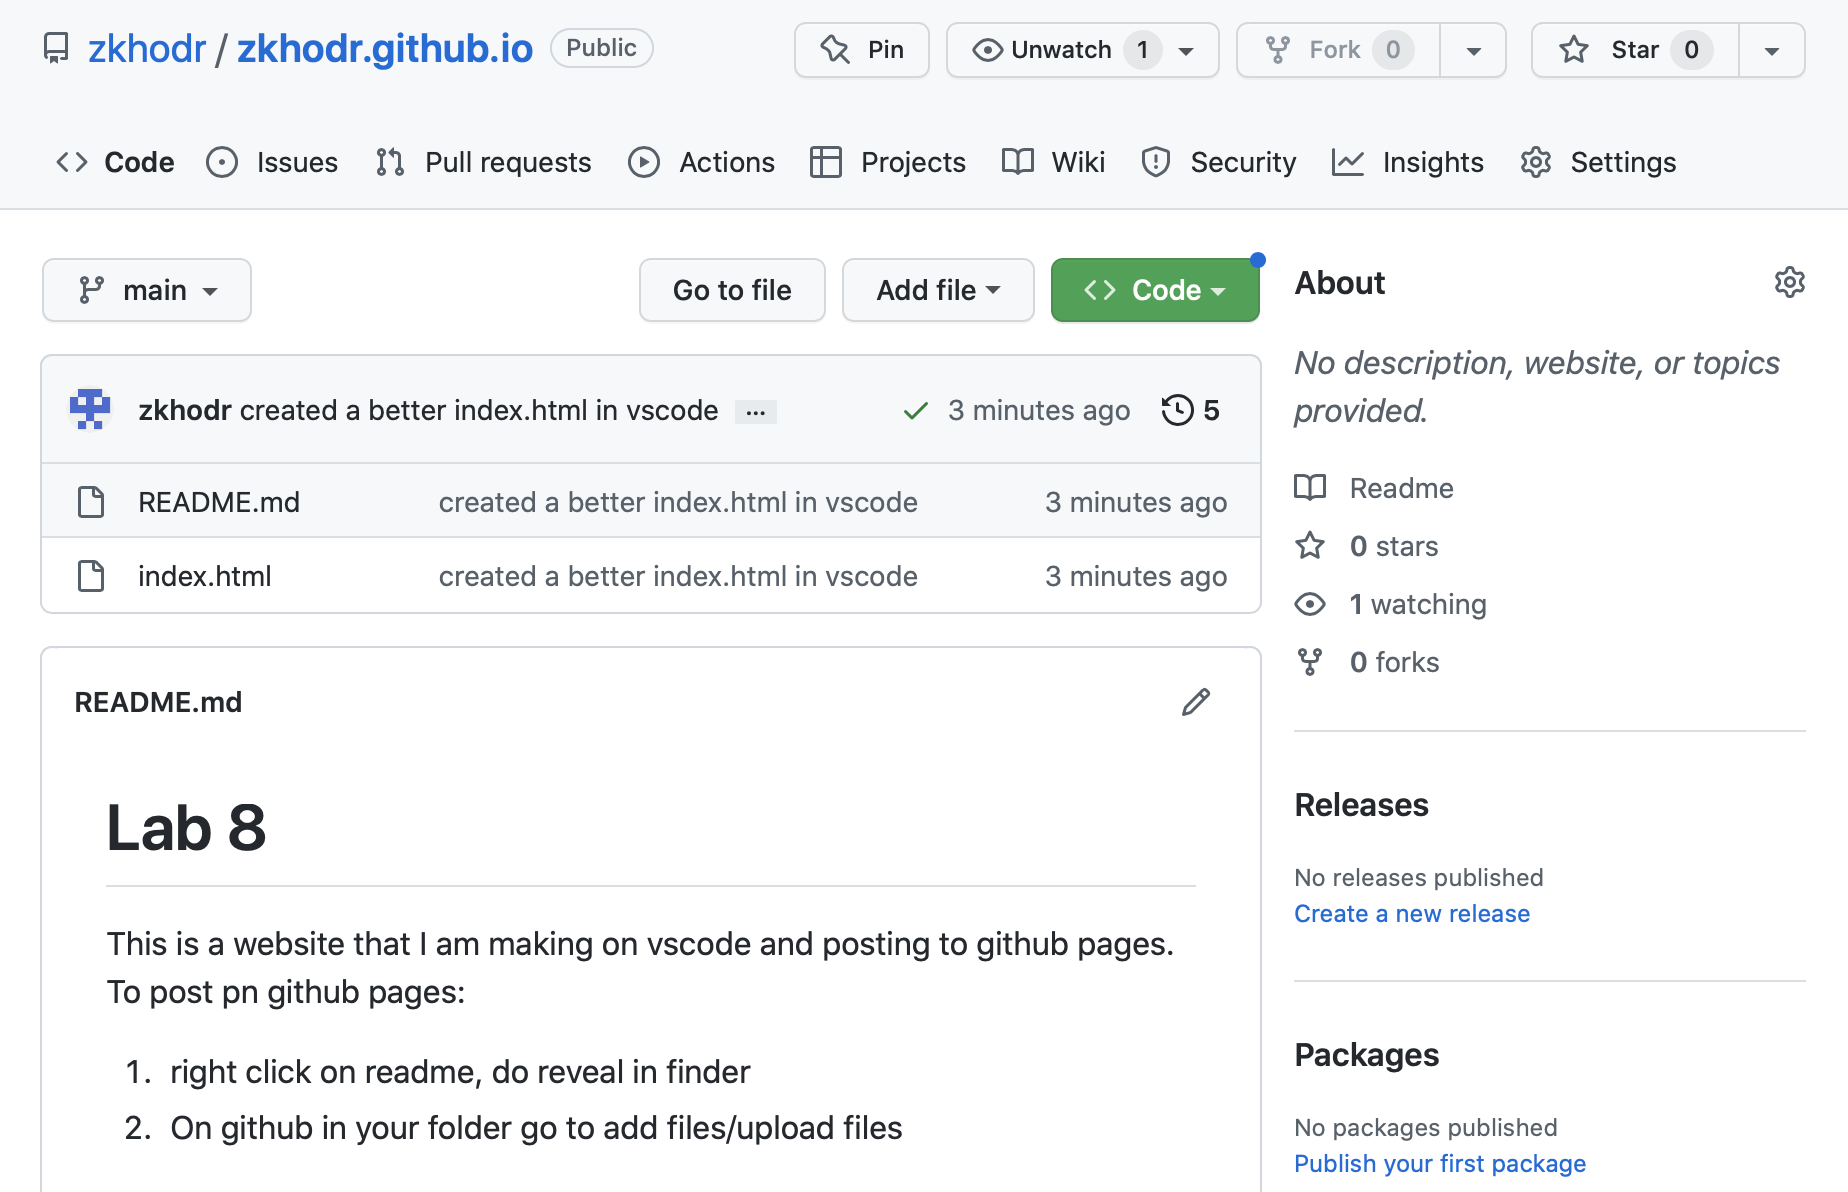 zkhodr / zkhodr.github.io Public Pin Unwatch 1 Fork 0 Star 0
Code Issues Pull requests Actions Projects Wiki Security Insights Settings
main Go to file Add file Code
zkhodr created a better index.html in vscode ... 3 minutes ago 5
README.md created a better index.html in vscode 3 minutes ago
index.html created a better index.html in vscode 3 minutes ago
README.md
Lab 8
This is a website that I am making on vscode and posting to github pages.
To post pn github pages:
1. right click on readme, do reveal in finder
2. On github in your folder go to add files/upload files
About
No description, website, or topics
provided.
Readme
0 stars
1 watching
0 forks
Releases
No releases published
Create a new release
Packages
No packages published
Publish your first package